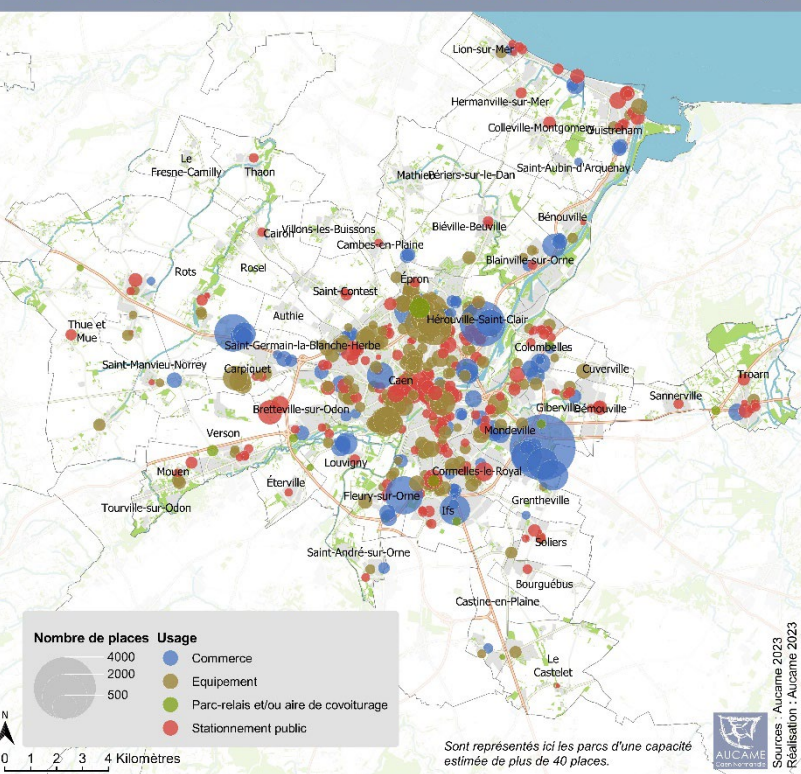 Lion-sur-Mer
Hermanville-sur-Mer
Colleville-Montgomery
Ouistreham
Le
Fresne-Camilly
Thaon
Mathieu
Périers-sur-le-Dan
Saint-Aubin-d'Arquenay
Bénouville
Cairon
Villons-les-Buissons
Cambes-en-Plaine
Biéville-Beuville
Blainville-sur-Orne
Rots
Rosel
Épron
Saint-Contest
Authie
Hérouville-Saint-Clair
Thue et
Mue
Saint-Germain-la-Blanche-Herbe
Colombelles
Saint-Manvieu-Norrey
Carpiquet
Caen
Cuverville
Troarn
Sannerville
Bretteville-sur-Odon
Giberville
Démouville
Verson
Mondeville
Mouen
Louvigny
Cormelles-le-Royal
Éterville
Fleury-sur-Orne
Grentheville
Tourville-sur-Odon
Ifs
Saint-André-sur-Orne
Soliers
Bourguébus
Castine-en-Plaine
Le
Castelet
Nombre de places
4000
2000
500
Usage
Commerce
Equipement
Parc-relais et/ou aire de covoiturage
Stationnement public
N
0 1 2 3 4 Kilomètres
Sont représentés ici les parcs d'une capacité
estimée de plus de 40 places.
AUCAME
Caen Normandie
Sources : Aucame 2023
Réalisation : Aucame 2023